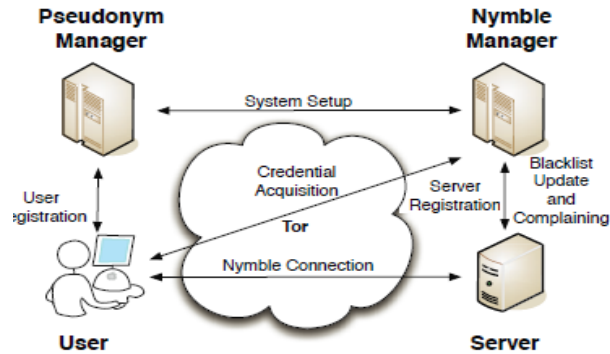 Pseudonym
Manager
Nymble
Manager
System Setup
Credential
Acquisition
Blacklist
Update
and
Complaining
User
egistration
Server
Registration
Tor
Nymble Connection
User
Server